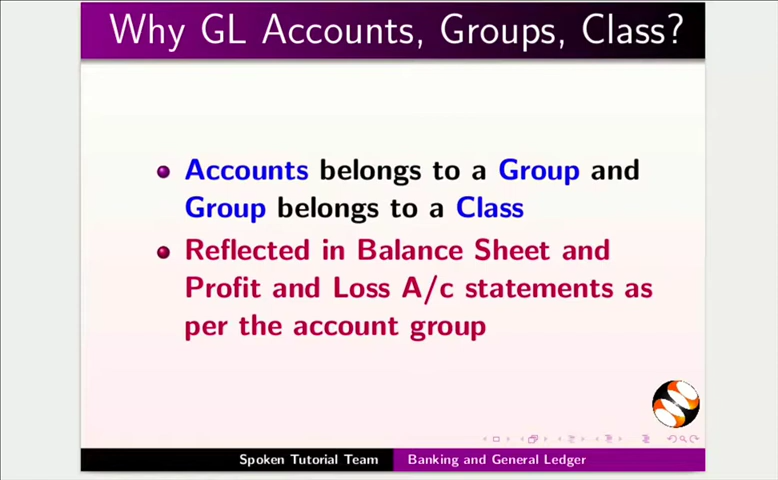 Why GL Accounts, Groups, Class?
Accounts belongs to a Group and
Group belongs to a Class
Reflected in Balance Sheet and
Profit and Loss A/c statements as
per the account group
Spoken Tutorial Team
Banking and General Ledger